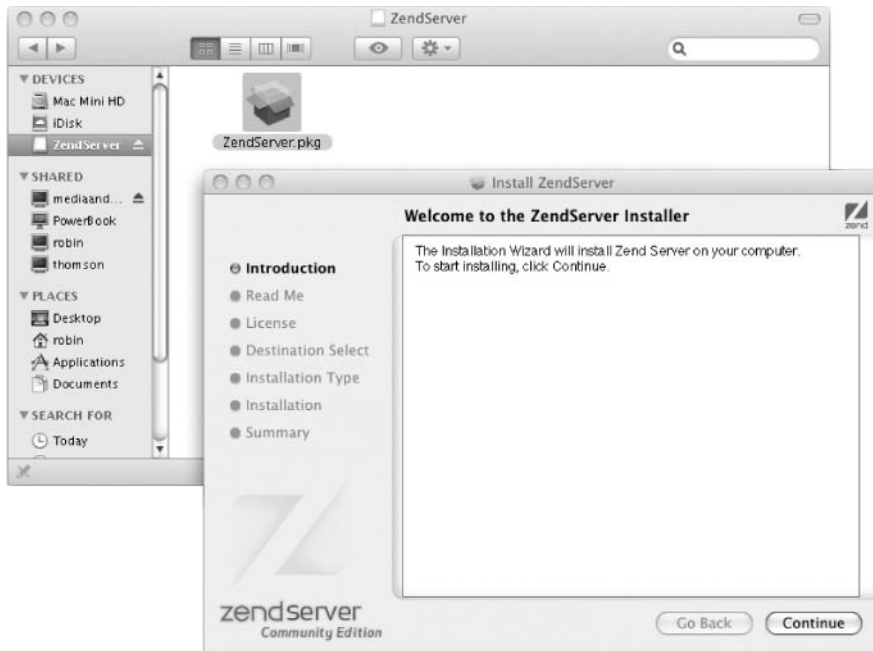 ZendServer
DEVICES
Mac Mini HD
iDisk
ZendServer
SHARED
mediaand...
PowerBook
robin
thomson
PLACES
Desktop
robin
Applications
Documents
SEARCH FOR
Today
ZendServer.pkg
Install ZendServer
Welcome to the ZendServer Installer
zend
Introduction
Read Me
License
Destination Select
Installation Type
Installation
Summary
The Installation Wizard will install Zend Server on your computer.
To start installing, click Continue.
zendserver
Community Edition
Go Back
Continue